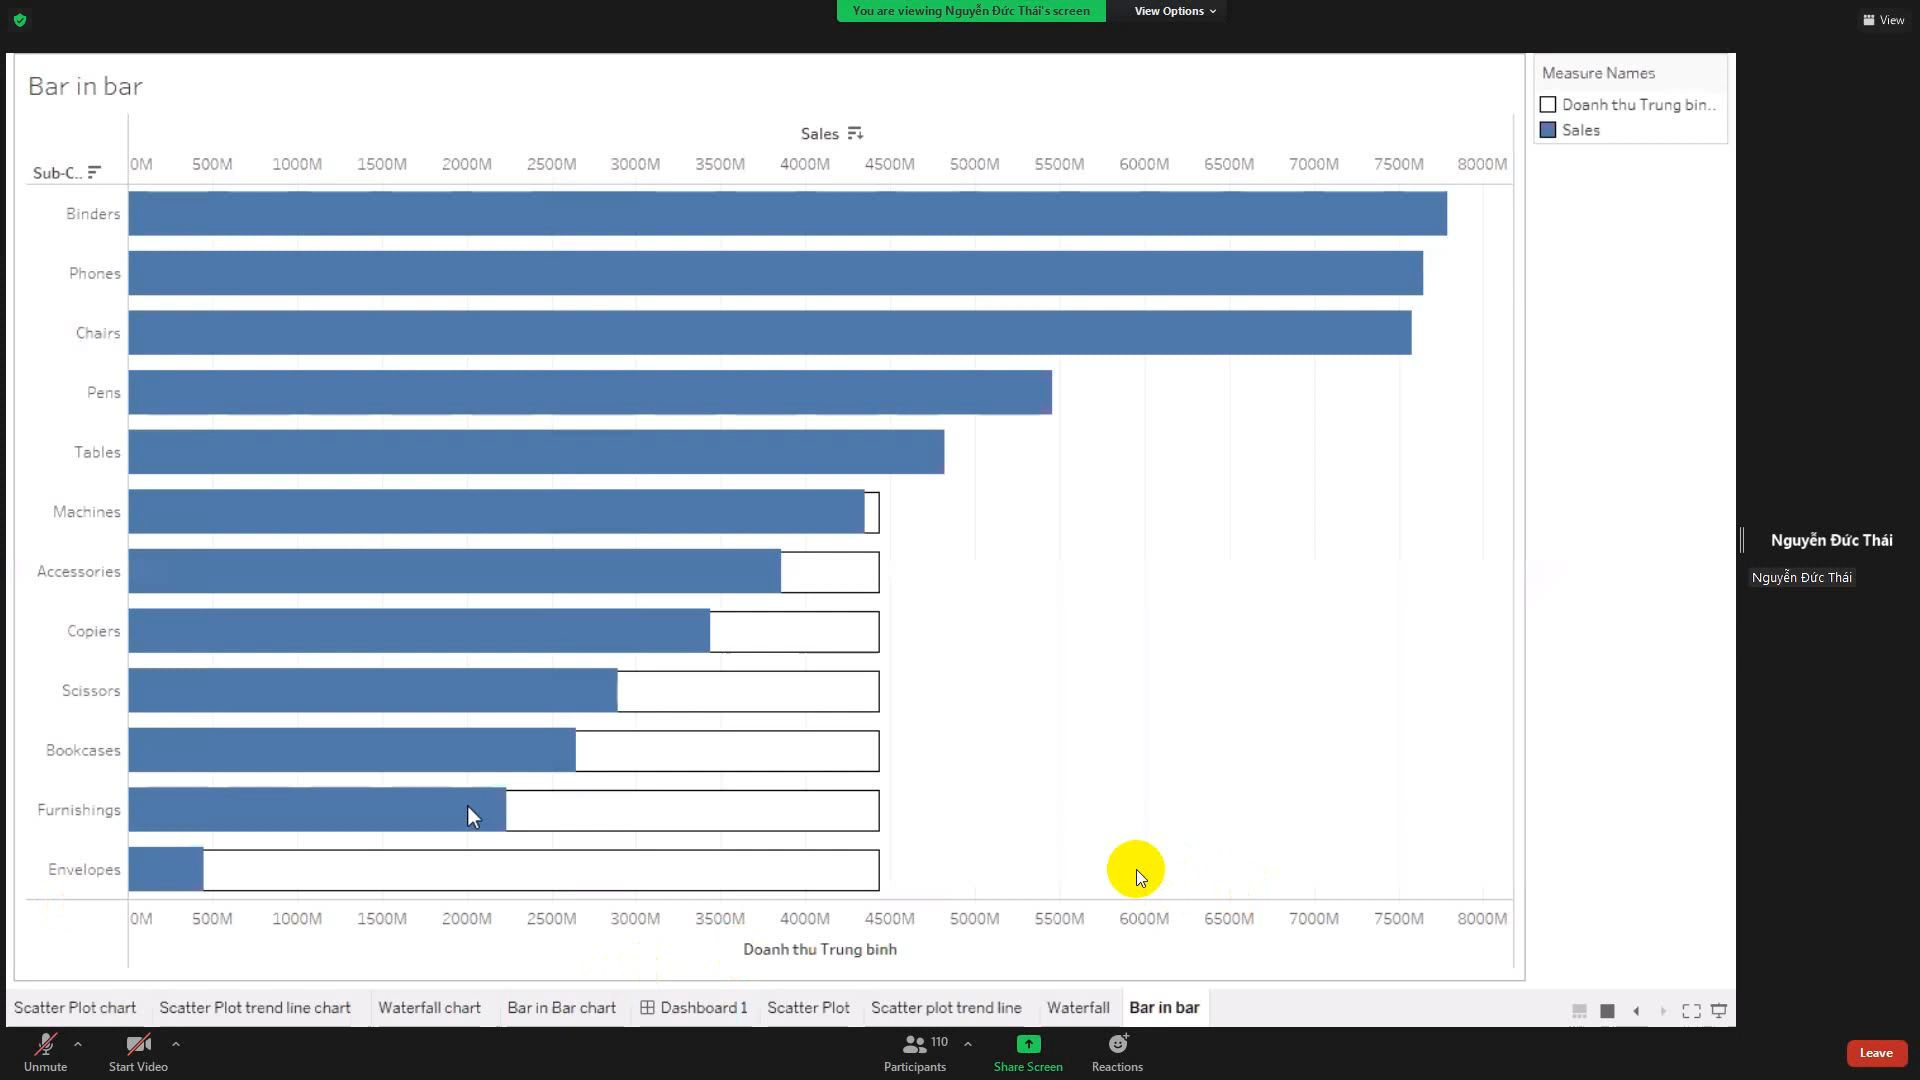 You are viewing Nguyễn Đức Thái's screen
View Options
View
Bar in bar
Measure Names
Doanh thu Trung bin..
Sales
Sales
Sub-C..
0M 500M 1000M 1500M 2000M 2500M 3000M 3500M 4000M 4500M 5000M 5500M 6000M 6500M 7000M 7500M 8000M
Binders
Phones
Chairs
Pens
Tables
Machines
Accessories
Copiers
Scissors
Bookcases
Furnishings
Envelopes
0M 500M 1000M 1500M 2000M 2500M 3000M 3500M 4000M 4500M 5000M 5500M 6000M 6500M 7000M 7500M 8000M
Doanh thu Trung binh
Nguyễn Đức Thái
Nguyễn Đức Thái
Scatter Plot chart Scatter Plot trend line chart Waterfall chart Bar in Bar chart Dashboard 1 Scatter Plot Scatter plot trend line Waterfall Bar in bar
Unmute Start Video 110 Participants Share Screen Reactions Leave